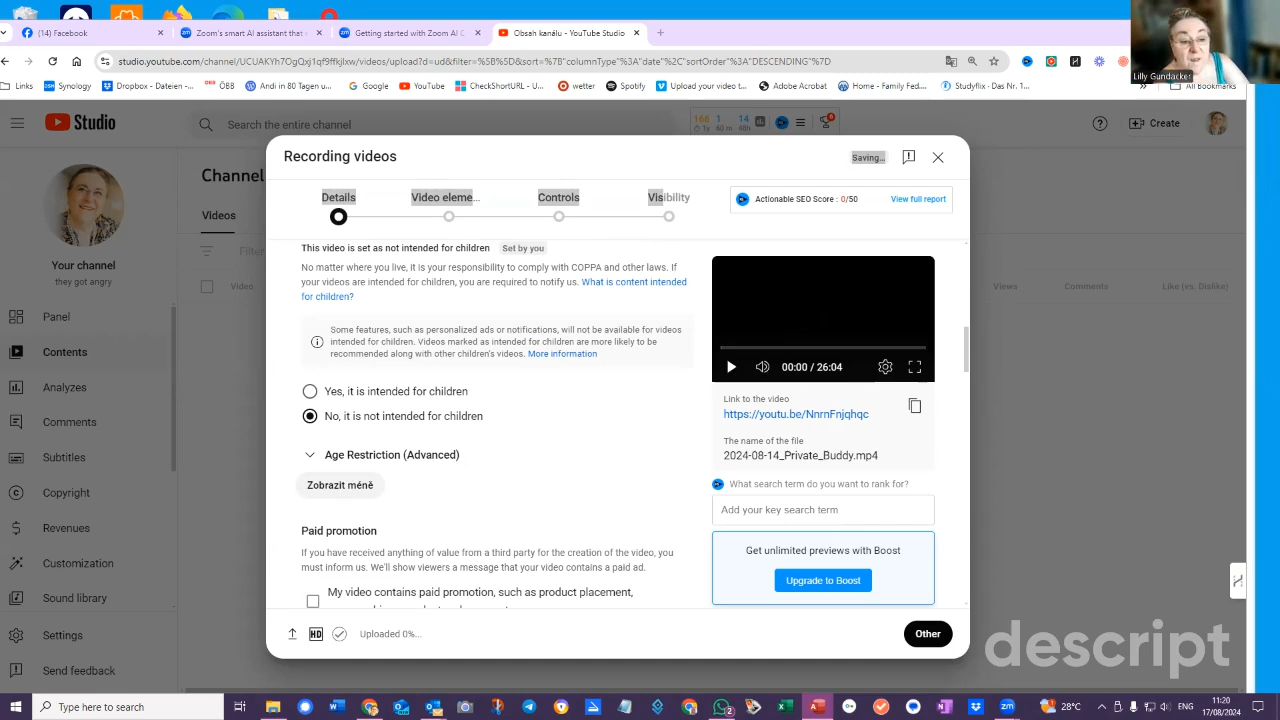 (14) Facebook
Zoom's smart AI assistant that
Getting started with Zoom AI C
Obsah kanálu - YouTube Studio
studio.youtube.com/channel/UCUAKYh7OgQxj1qf9ffkjlxw/videos/upload?d=ud&filter=%5B%5D&sort=%7B"columnType"%3A"date"%2C"sortOrder"%3A"DESCENDING"%7D
Lilly Gundacker
Links
Synology
Dropbox - Dateien -...
ÖBB
Andi in 80 Tagen u...
Google
YouTube
CheckShortURL - U...
wetter
Spotify
Upload your video t...
Adobe Acrobat
Home - Family Fed...
Studyflix - Das Nr. 1...
All Bookmarks
Studio
Search the entire channel
166 1 14
1y 60 m 48h
Create
Recording videos
Saving...
Channel
Details
Video eleme...
Controls
Visibility
Actionable SEO Score : 0/50
View full report
Videos
Filter
Your channel
they got angry
Video
Views
Comments
Like (vs. Dislike)
Panel
Contents
Analyzes
Comments
Subtitles
Copyright
Revenues
Customization
Sound library
Settings
Send feedback
This video is set as not intended for children
Set by you
No matter where you live, it is your responsibility to comply with COPPA and other laws. If
your videos are intended for children, you are required to notify us. What is content intended
for children?
Some features, such as personalized ads or notifications, will not be available for videos
intended for children. Videos marked as intended for children are more likely to be
recommended along with other children's videos. More information
Yes, it is intended for children
No, it is not intended for children
Age Restriction (Advanced)
Zobrazit méně
Paid promotion
If you have received anything of value from a third party for the creation of the video, you
must inform us. We'll show viewers a message that your video contains a paid ad.
My video contains paid promotion, such as product placement,
00:00 / 26:04
Link to the video
https://youtu.be/NnrnFnjqhqc
The name of the file
2024-08-14_Private_Buddy.mp4
What search term do you want to rank for?
Add your key search term
Get unlimited previews with Boost
Upgrade to Boost
HD
Uploaded 0%...
Other
descript
Type here to search
28°C
11:20
17/08/2024